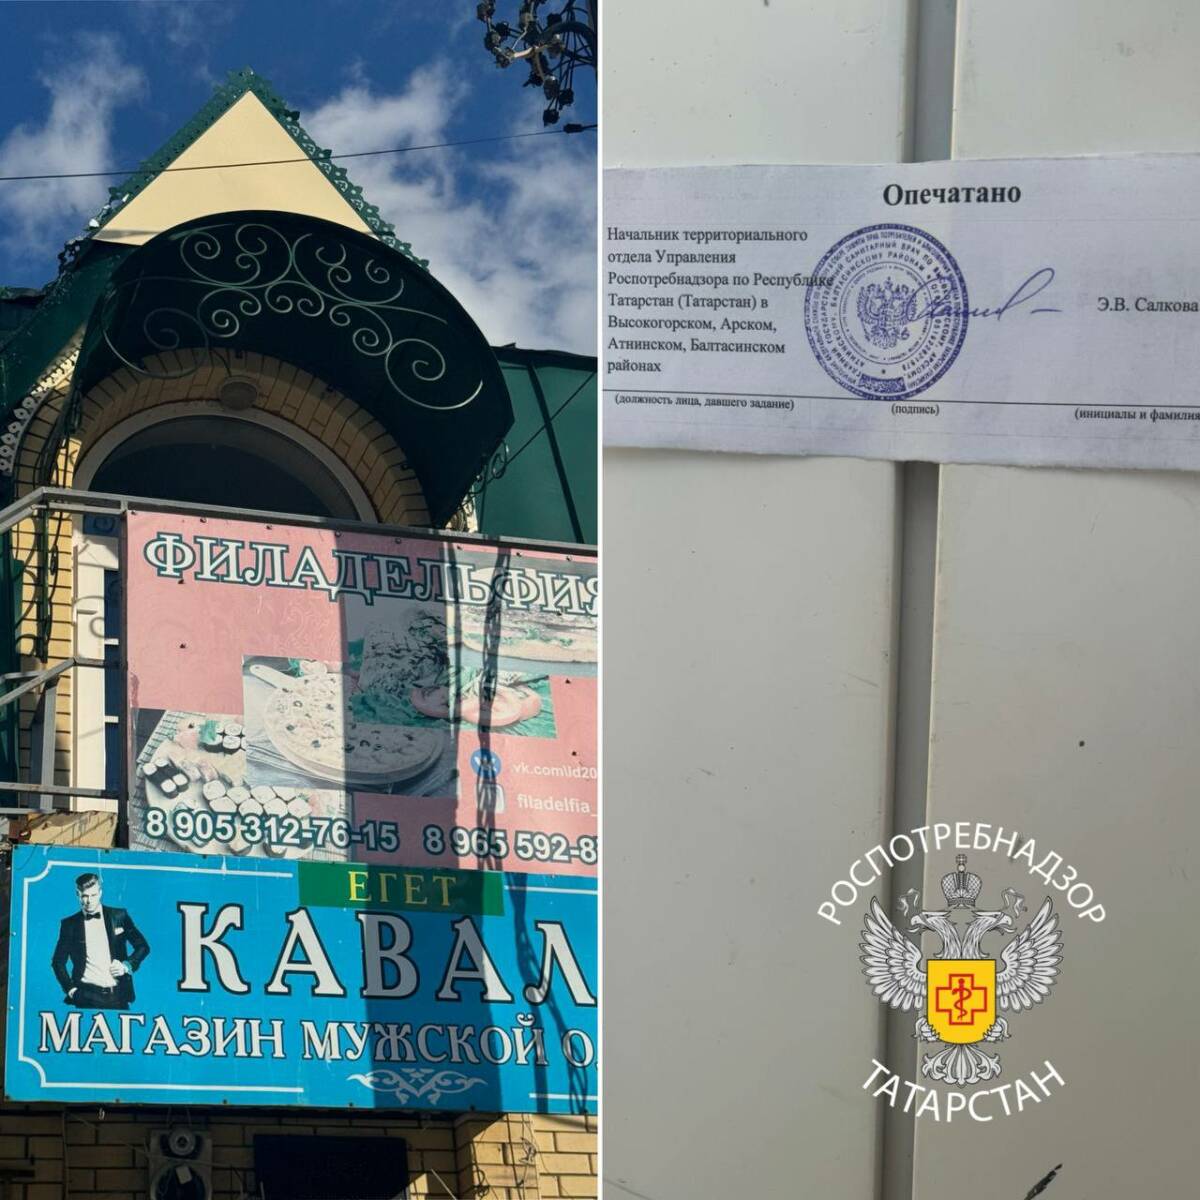 ФИЛАДЕЛЬФИЯ
vk.com\id20
filadelfia_
8 905 312-76-15 8 965 592-8
ЕГЕТ
КАВАЛ
МАГАЗИН МУЖСКОЙ О
Опечатано
Начальник территориального
отдела Управления
Роспотребнадзора по Республике
Татарстан (Татарстан) в
Высокогорском, Арском,
Атнинском, Балтасинском
районах
Э.В. Салкова
(должность лица, давшего задание) (подпись) (инициалы и фамилия
РОСПОТРЕБНАДЗОР
ТАТАРСТАН